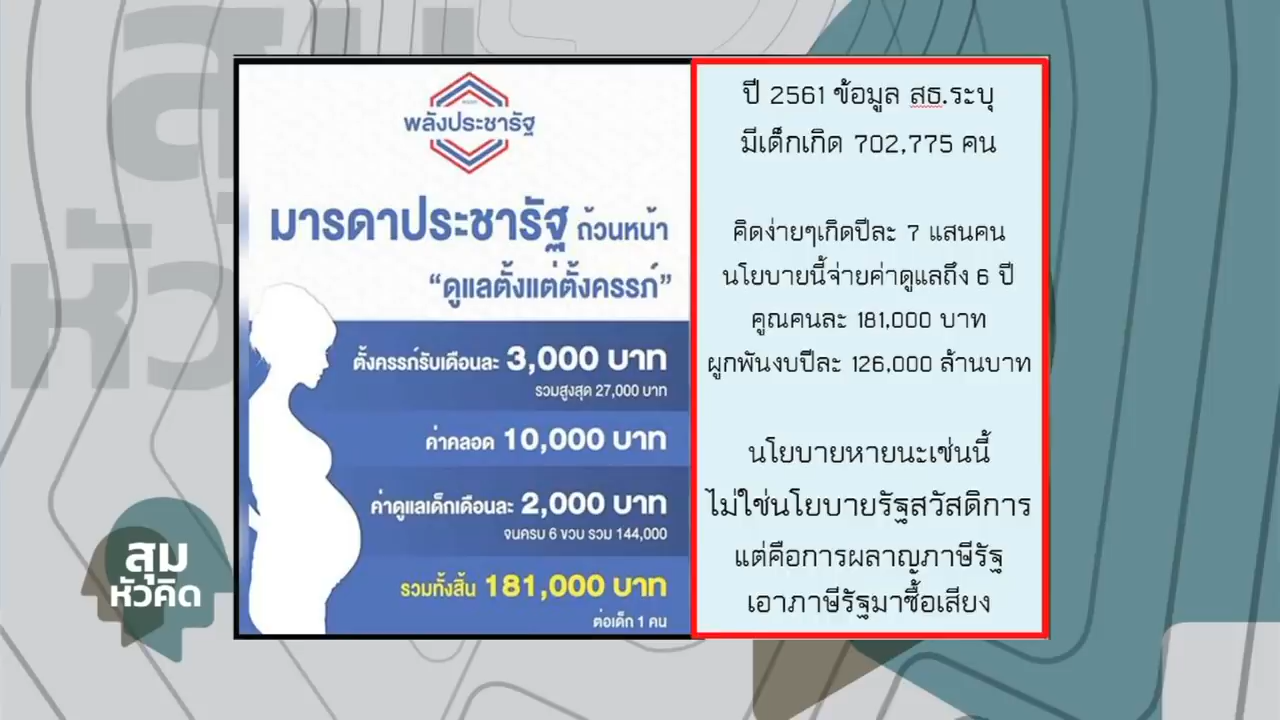 พลังประชารัฐ
มารดาประชารัฐ ถ้วนหน้า
“ดูแลตั้งแต่ตั้งครรภ์”
ตั้งครรภ์รับเดือนละ 3,000 บาท
รวมสูงสุด 27,000 บาท
ค่าคลอด 10,000 บาท
ค่าดูแลเด็กเดือนละ 2,000 บาท
จนครบ 6 ขวบ รวม 144,000
รวมทั้งสิ้น 181,000 บาท
ต่อเด็ก 1 คน
ปี 2561 ข้อมูล สธ.ระบุ
มีเด็กเกิด 702,775 คน
คิดง่ายๆเกิดปีละ 7 แสนคน
นโยบายนี้จ่ายค่าดูแลถึง 6 ปี
คูณคนละ 181,000 บาท
ผูกพันงบปีละ 126,000 ล้านบาท
นโยบายหายนะเช่นนี้
ไม่ใช่นโยบายรัฐสวัสดิการ
แต่คือการผลาญภาษีรัฐ
เอาภาษีรัฐมาซื้อเสียง
สุม
หัวคิด